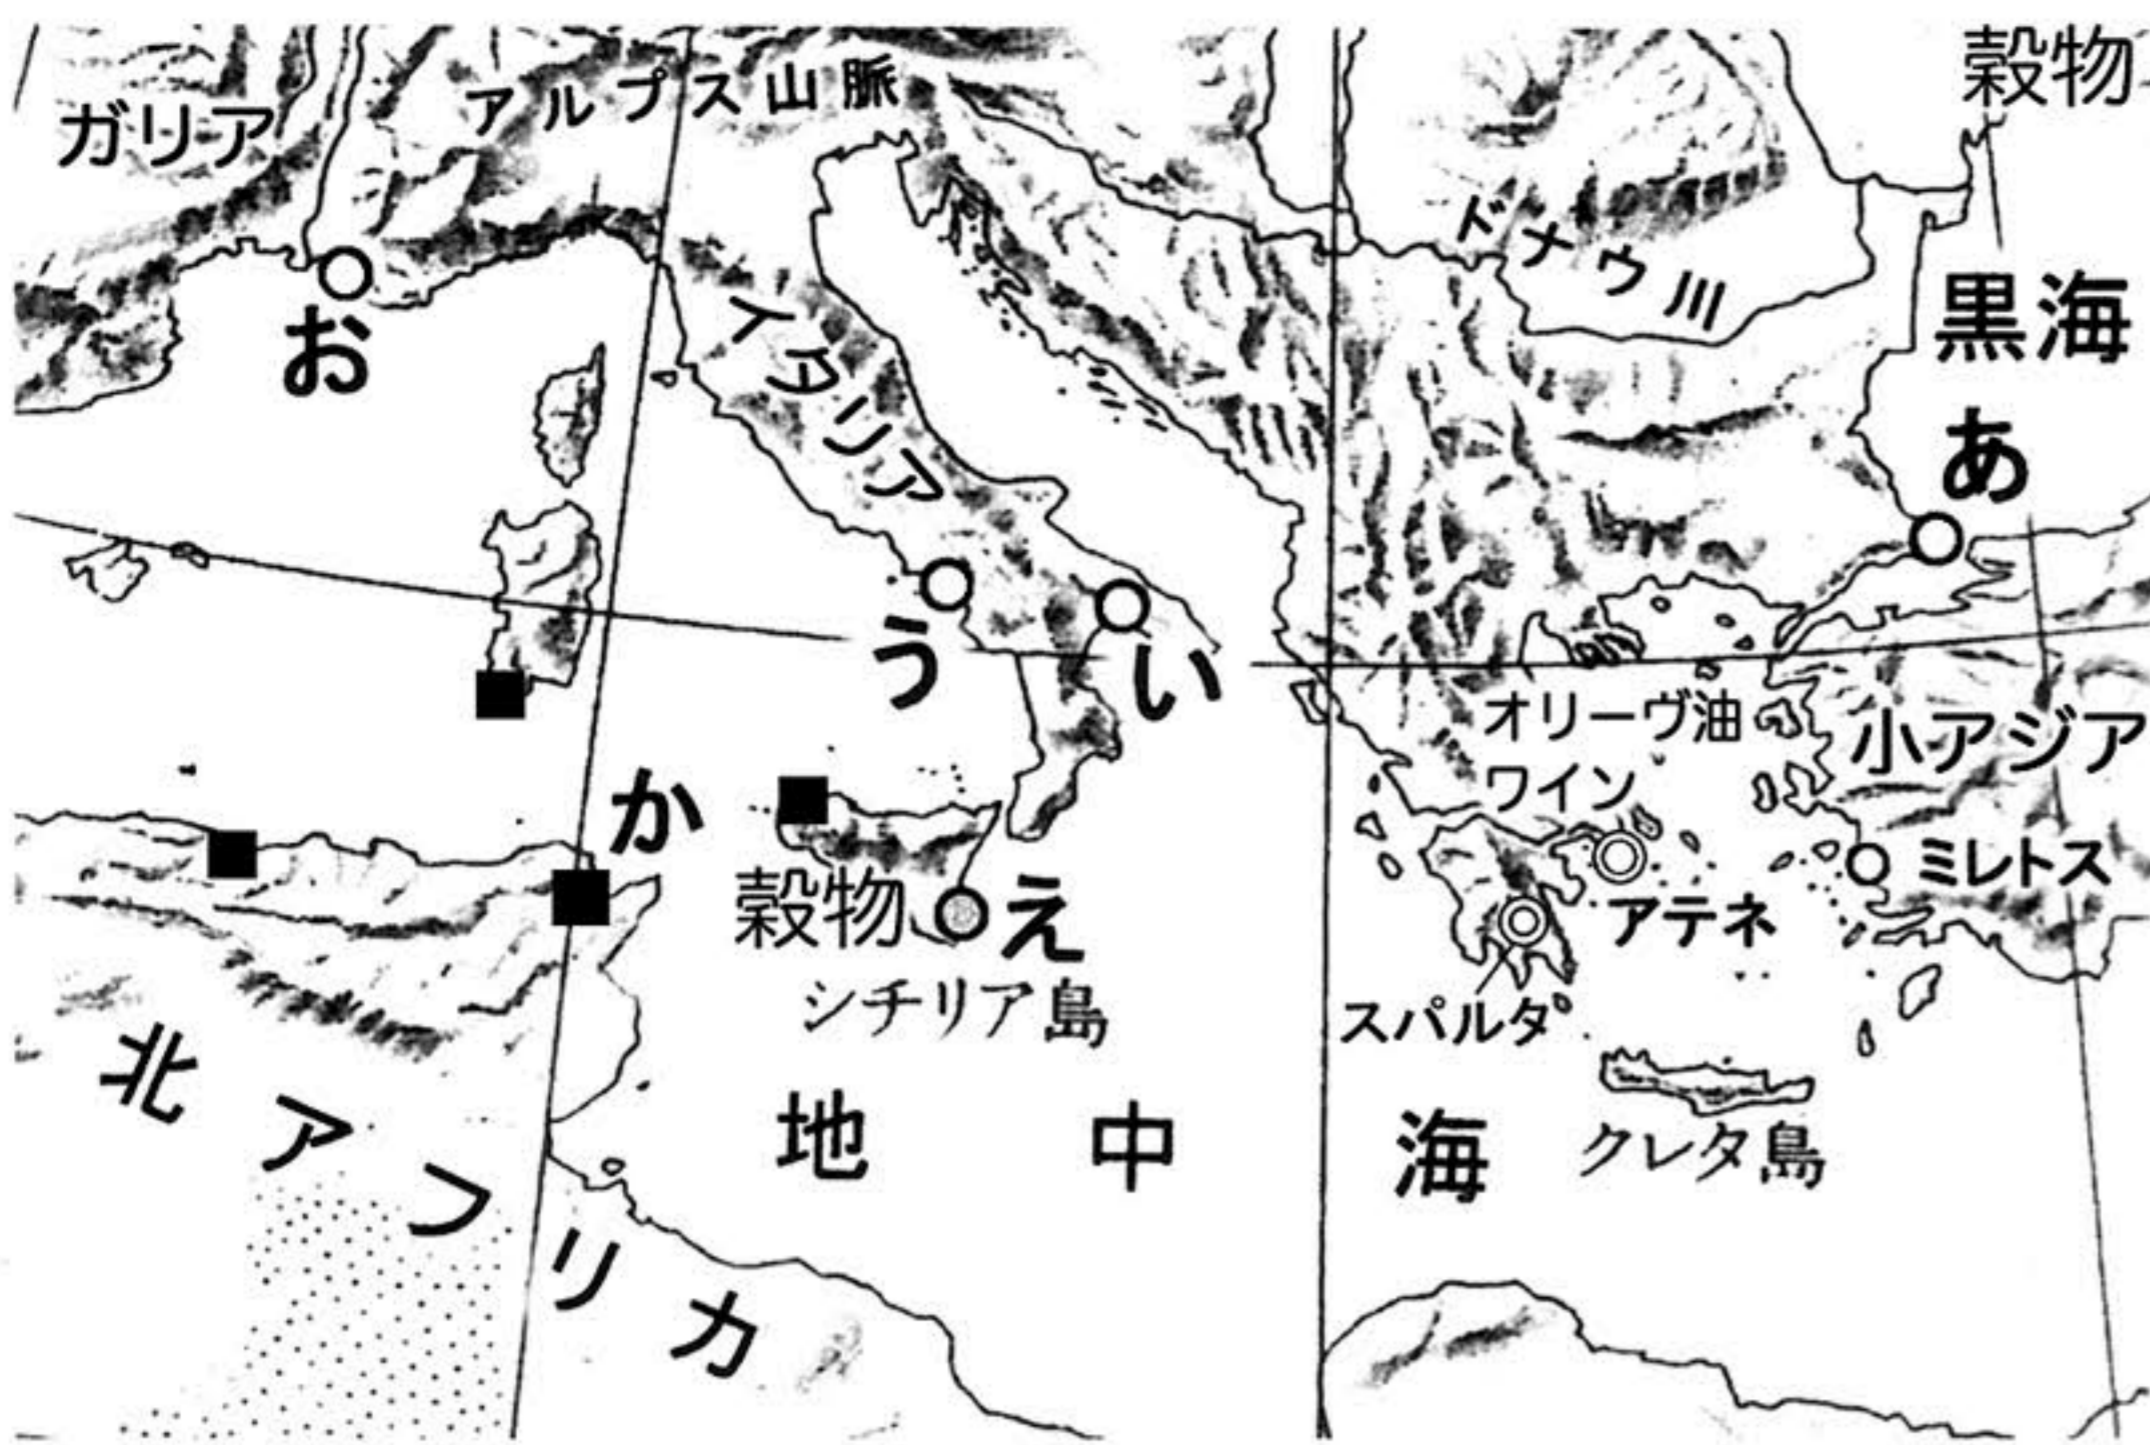 穀物
アルプス山脈
ガリア
ドナウ川
黒海
お
イタリア
あ
う
い
オリーヴ油
小アジア
ワイン
か
ミレトス
穀物
え
アテネ
シチリア島
スパルタ
北アフリカ
地中海
クレタ島